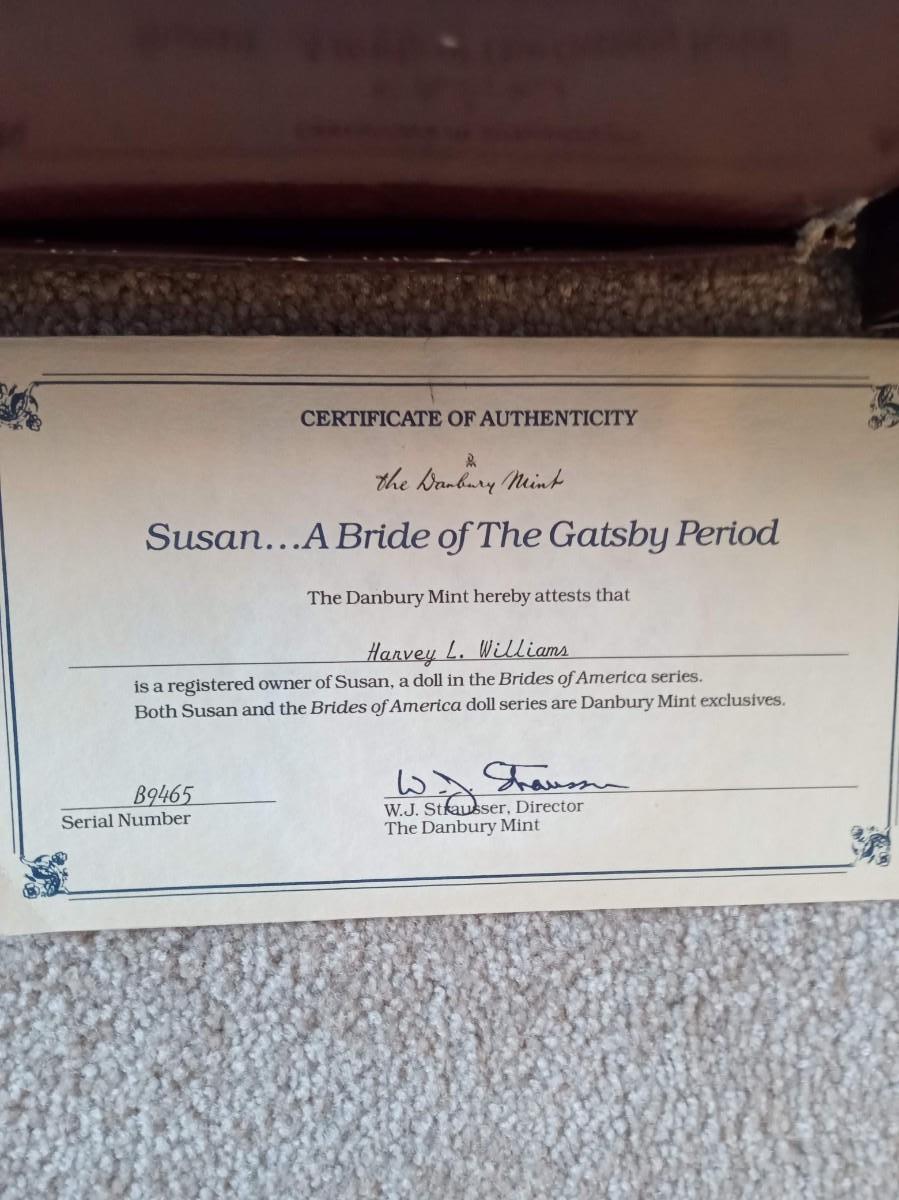 CERTIFICATE OF AUTHENTICITY
the Danbury Mint
Susan...A Bride of The Gatsby Period
The Danbury Mint hereby attests that
Harvey L. Williams
is a registered owner of Susan, a doll in the Brides of America series.
Both Susan and the Brides of America doll series are Danbury Mint exclusives.
B9465
Serial Number
W.J. Strausser
W.J. Strausser, Director
The Danbury Mint